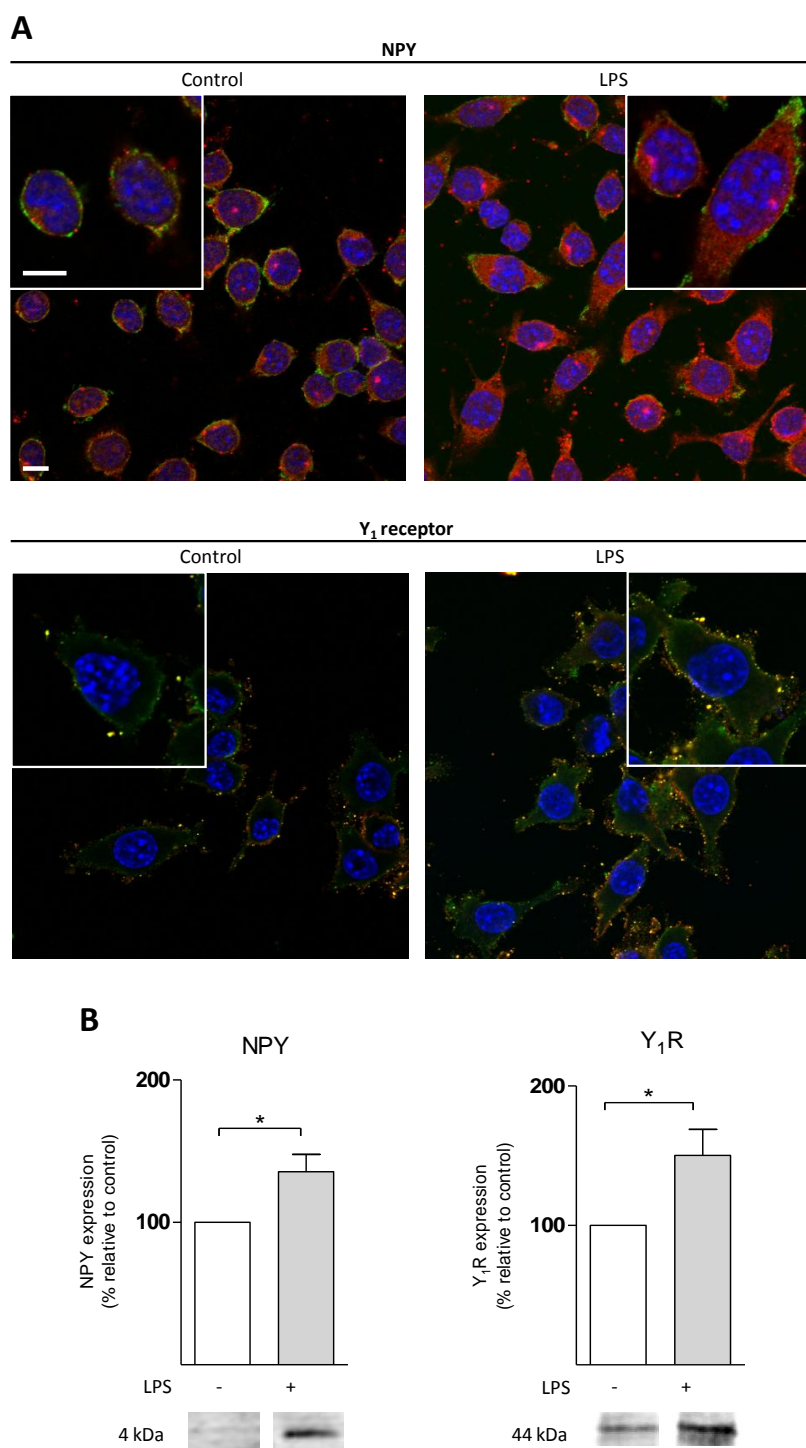 A
NPY
Control LPS
Y₁ receptor
Control LPS
B
NPY
200
100
NPY expression
(% relative to control)
*
LPS - +
4 kDa
Y₁R
200
100
Y₁R expression
(% relative to control)
*
LPS - +
44 kDa